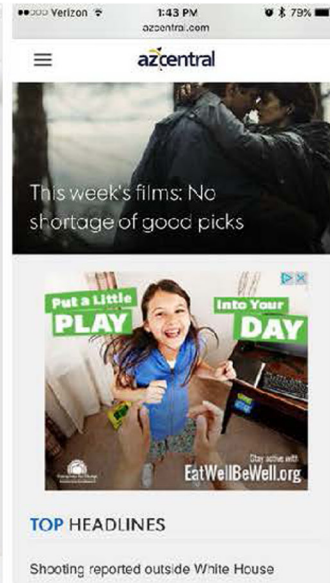 Verizon 1:43 PM 79%
azcentral.com
azcentral
This week's films: No
shortage of good picks
Put a Little
PLAY
Into Your
DAY
Stay active with
EatWellBeWell.org
TOP HEADLINES
Shooting reported outside White House